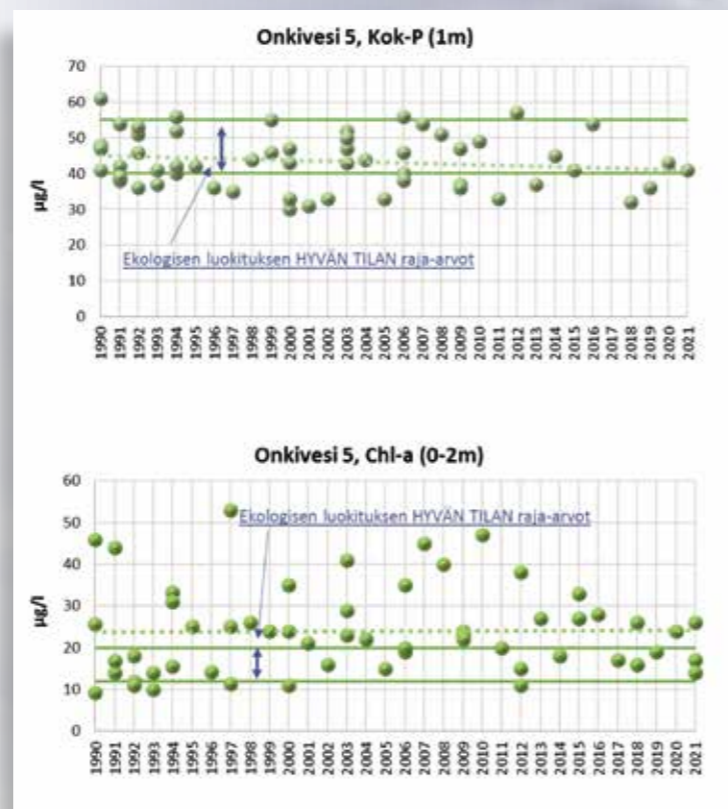 Onkivesi 5, Kok-P (1m)
70
60
50
40
30
20
10
0
µg/l
Ekologisen luokituksen HYVÄN TILAN raja-arvot
1990 1991 1992 1993 1994 1995 1996 1997 1998 1999 2000 2001 2002 2003 2004 2005 2006 2007 2008 2009 2010 2011 2012 2013 2014 2015 2016 2017 2018 2019 2020 2021
Onkivesi 5, Chl-a (0-2m)
60
50
40
30
20
10
0
µg/l
Ekologisen luokituksen HYVÄN TILAN raja-arvot
1990 1991 1992 1993 1994 1995 1996 1997 1998 1999 2000 2001 2002 2003 2004 2005 2006 2007 2008 2009 2010 2011 2012 2013 2014 2015 2016 2017 2018 2019 2020 2021